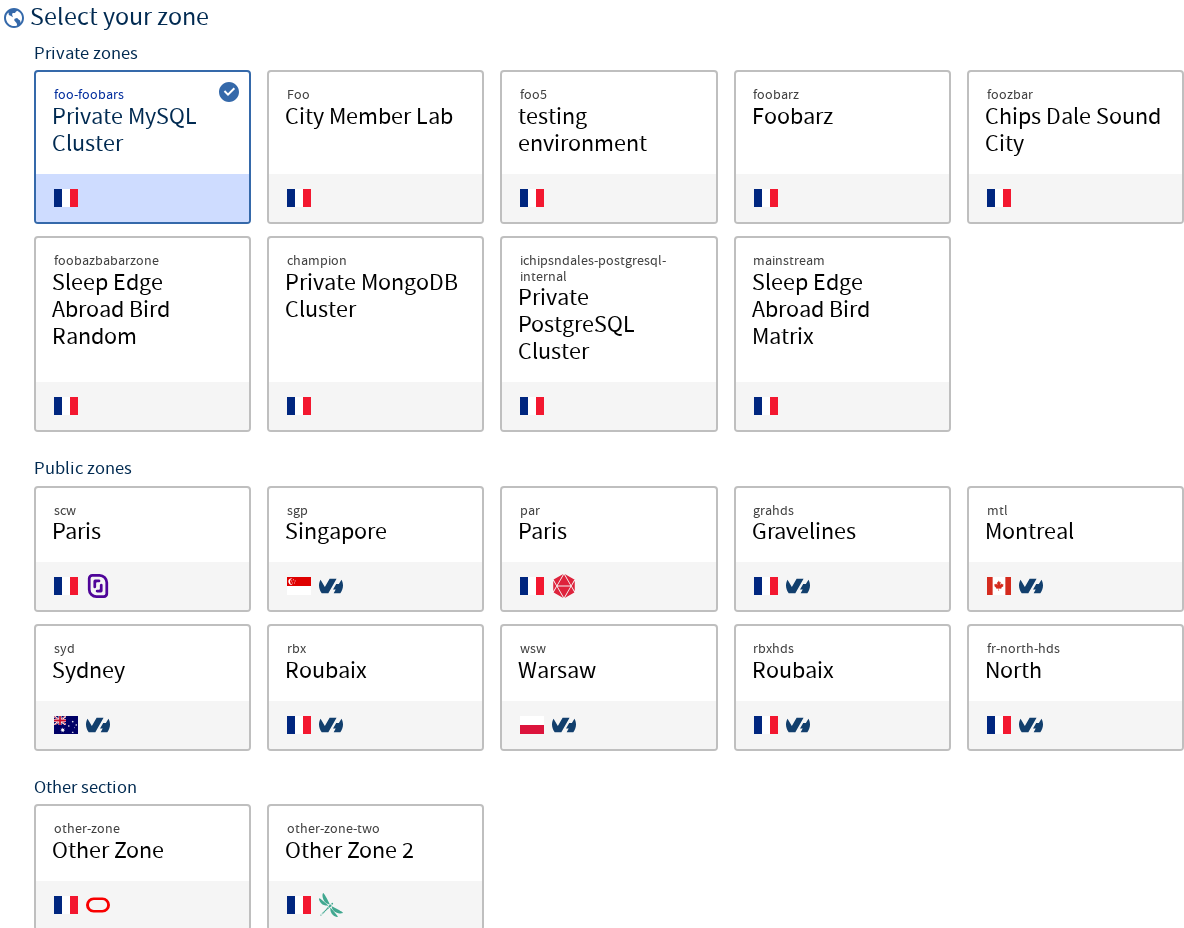 Select your zone
Private zones
foo-foobars
Private MySQL
Cluster
Foo
City Member Lab
foo5
testing
environment
foobarz
Foobarz
foozbar
Chips Dale Sound
City
foobazbabarzone
Sleep Edge
Abroad Bird
Random
champion
Private MongoDB
Cluster
ichipsndales-postgresql-
internal
Private
PostgreSQL
Cluster
mainstream
Sleep Edge
Abroad Bird
Matrix
Public zones
scw
Paris
sgp
Singapore
par
Paris
grahds
Gravelines
mtl
Montreal
syd
Sydney
rbx
Roubaix
wsw
Warsaw
rbxhds
Roubaix
fr-north-hds
North
Other section
other-zone
Other Zone
other-zone-two
Other Zone 2